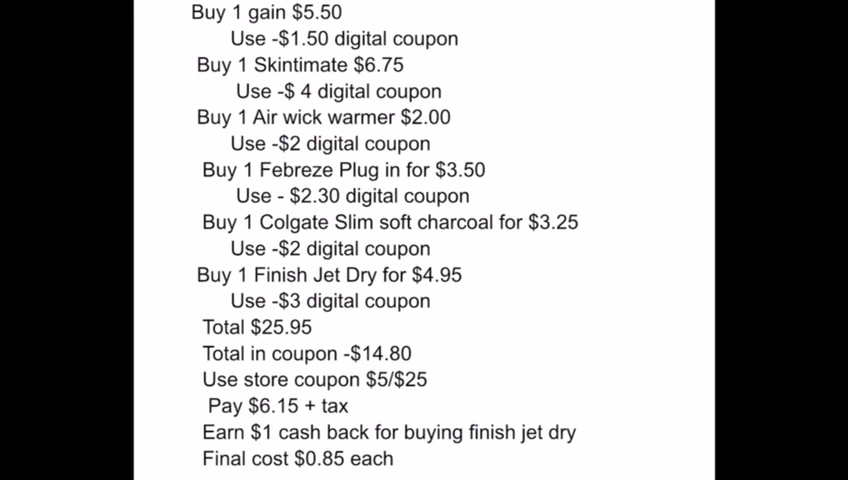 Buy 1 gain $5.50
Use -$1.50 digital coupon
Buy 1 Skintimate $6.75
Use -$ 4 digital coupon
Buy 1 Air wick warmer $2.00
Use -$2 digital coupon
Buy 1 Febreze Plug in for $3.50
Use - $2.30 digital coupon
Buy 1 Colgate Slim soft charcoal for $3.25
Use -$2 digital coupon
Buy 1 Finish Jet Dry for $4.95
Use -$3 digital coupon
Total $25.95
Total in coupon -$14.80
Use store coupon $5/$25
Pay $6.15 + tax
Earn $1 cash back for buying finish jet dry
Final cost $0.85 each